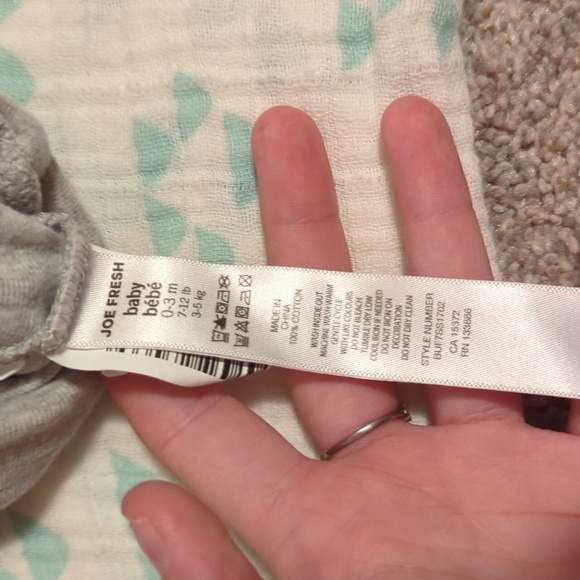 JOE FRESH
baby
bébé
0-3 m
7-12 lb
3-5 kg
MADE IN
CHINA
100% COTTON
WASH INSIDE OUT
MACHINE WASH WARM
GENTLE CYCLE
WITH LIKE COLOURS
DO NOT BLEACH
TUMBLE DRY LOW
COOL IRON IF NEEDED
DO NOT IRON ON
DECORATION
DO NOT DRY CLEAN
STYLE NUMBER
BUF7SS1702
CA 15372
RN 133886